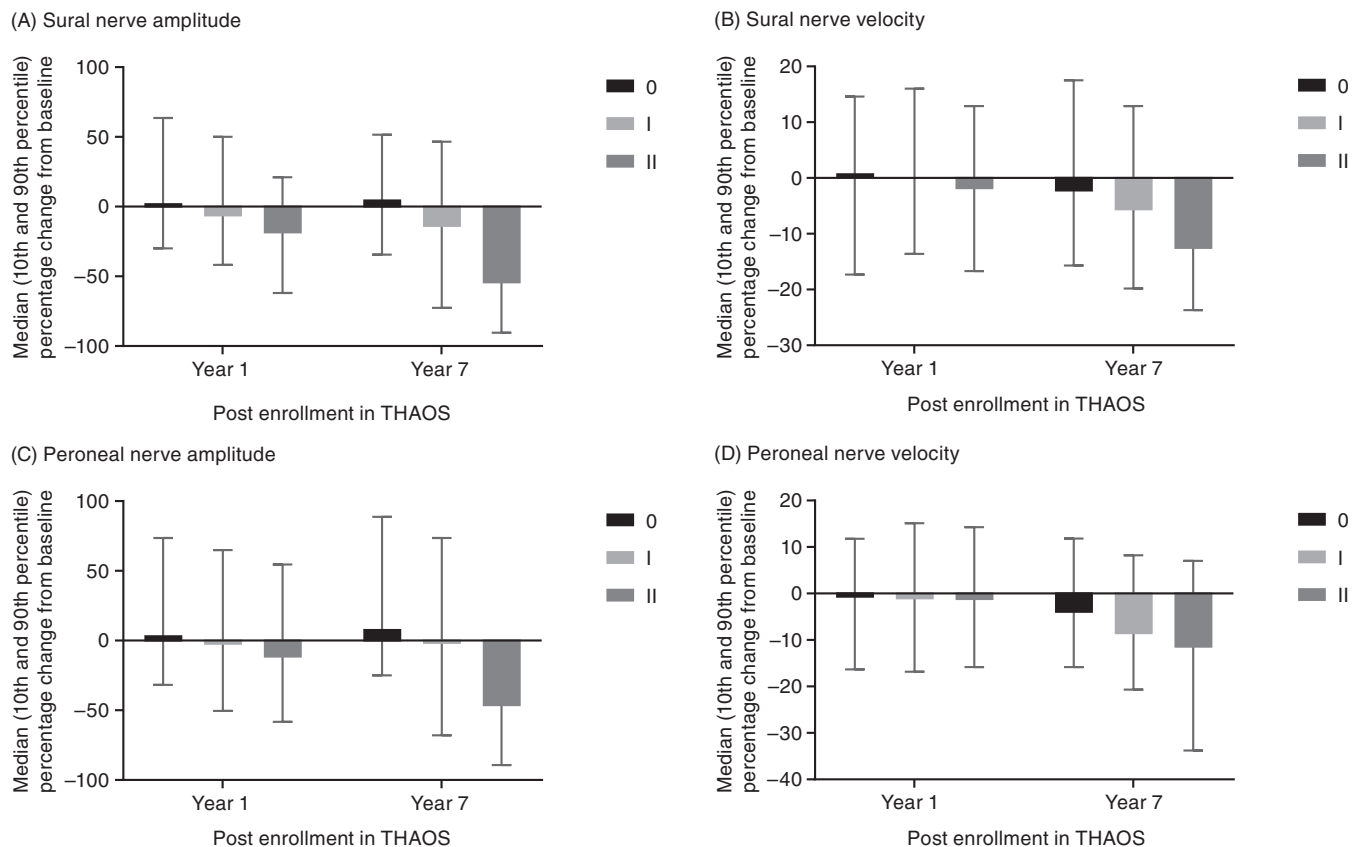 (A) Sural nerve amplitude
Median (10th and 90th percentile)
percentage change from baseline
100
50
0
–50
–100
Year 1
Year 7
Post enrollment in THAOS
0
I
II
(B) Sural nerve velocity
Median (10th and 90th percentile)
percentage change from baseline
20
10
0
–10
–20
–30
Year 1
Year 7
Post enrollment in THAOS
0
I
II
(C) Peroneal nerve amplitude
Median (10th and 90th percentile)
percentage change from baseline
100
50
0
–50
–100
Year 1
Year 7
Post enrollment in THAOS
0
I
II
(D) Peroneal nerve velocity
Median (10th and 90th percentile)
percentage change from baseline
20
10
0
–10
–20
–30
–40
Year 1
Year 7
Post enrollment in THAOS
0
I
II